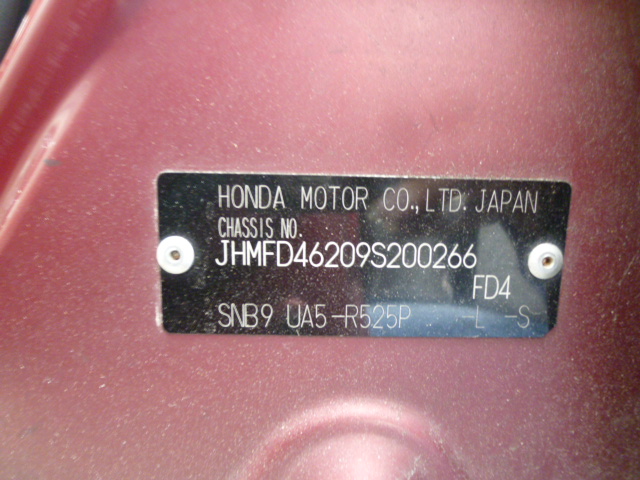 HONDA MOTOR CO.,LTD. JAPAN
CHASSIS NO.
JHMFD46209S200266
FD4
SNB9 UA5-R525P -L -S-